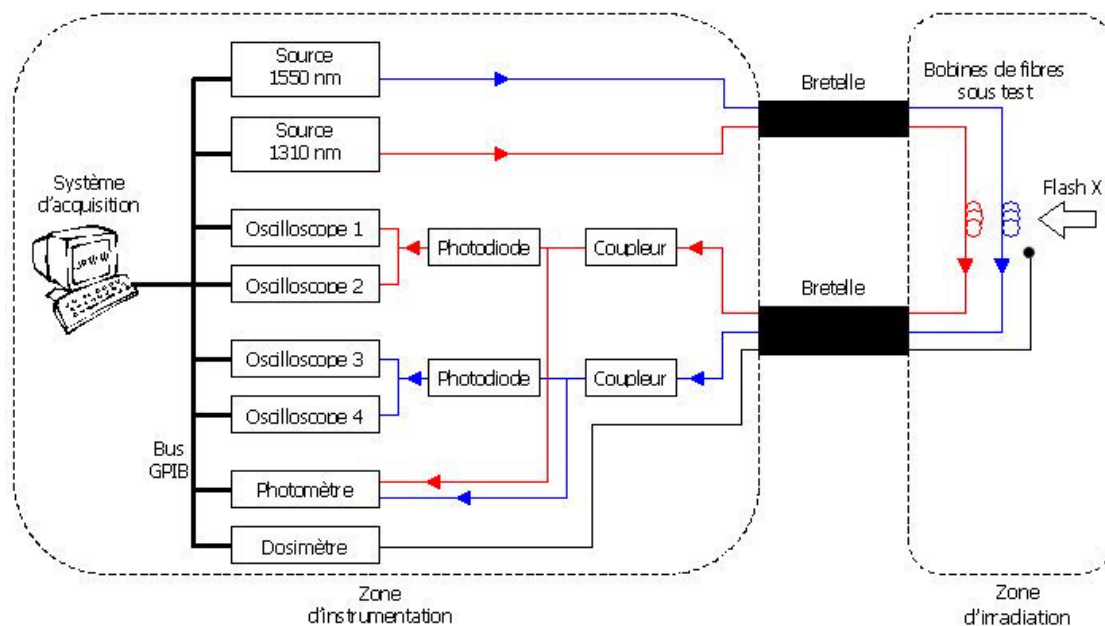 Source
1550 nm
Source
1310 nm
Système
d'acquisition
Oscilloscope 1
Oscilloscope 2
Oscilloscope 3
Oscilloscope 4
Bus
GPIB
Photomètre
Dosimètre
Photodiode
Coupleur
Photodiode
Coupleur
Bretelle
Bretelle
Bobines de fibres
sous test
Flash X
Zone
d'instrumentation
Zone
d'irradiation